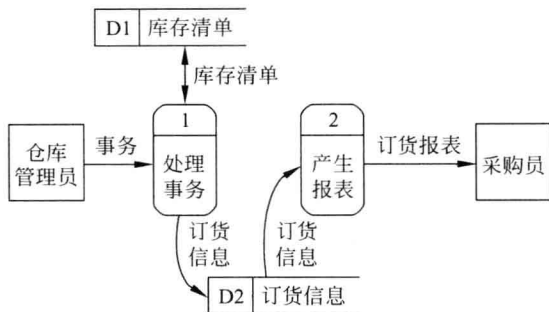 D1 库存清单
库存清单
1
2
仓库
管理员
事务
处理
事务
产生
报表
订货报表
采购员
订货
信息
订货
信息
D2 订货信息